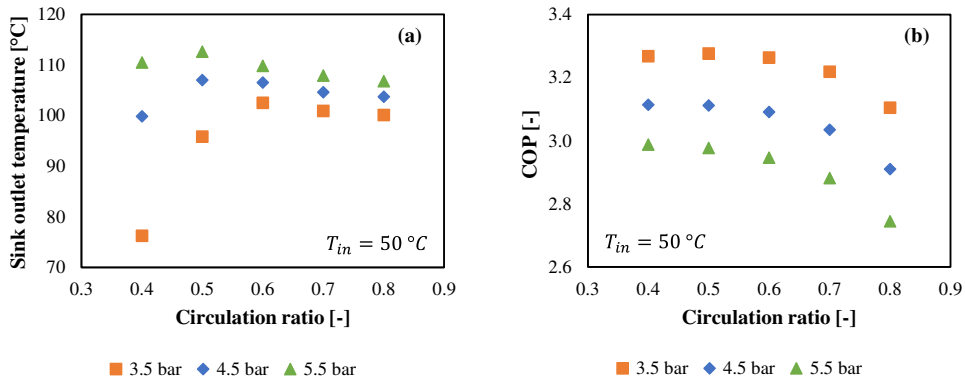 (a)
Sink outlet temperature [°C]
120
110
100
90
80
70
0.3 0.4 0.5 0.6 0.7 0.8 0.9
T_in = 50 °C
Circulation ratio [-]
3.5 bar 4.5 bar 5.5 bar
(b)
COP [-]
3.4
3.2
3.0
2.8
2.6
0.3 0.4 0.5 0.6 0.7 0.8 0.9
T_in = 50 °C
Circulation ratio [-]
3.5 bar 4.5 bar 5.5 bar